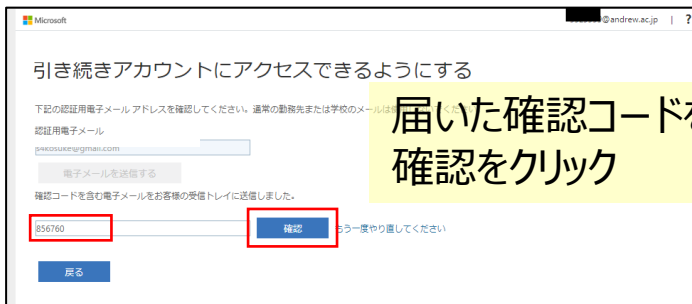 Microsoft
@andrew.ac.jp | ?
引き続きアカウントにアクセスできるようにする
下記の認証用電子メール アドレスを確認してください。通常の勤務先または学校のメールは
認証用電子メール
電子メールを送信する
確認コードを含む電子メールをお客様の受信トレイに送信しました。
856760
確認
もう一度やり直してください
戻る
届いた確認コードを
確認をクリック